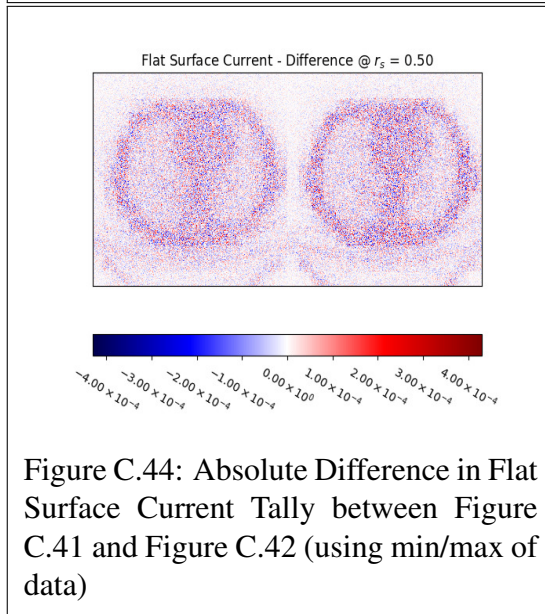 Flat Surface Current - Difference @ rₛ = 0.50
−4.00 × 10⁻⁴
−3.00 × 10⁻⁴
−2.00 × 10⁻⁴
−1.00 × 10⁻⁴
0.00 × 10⁰
1.00 × 10⁻⁴
2.00 × 10⁻⁴
3.00 × 10⁻⁴
4.00 × 10⁻⁴
Figure C.44: Absolute Difference in Flat
Surface Current Tally between Figure
C.41 and Figure C.42 (using min/max of
data)